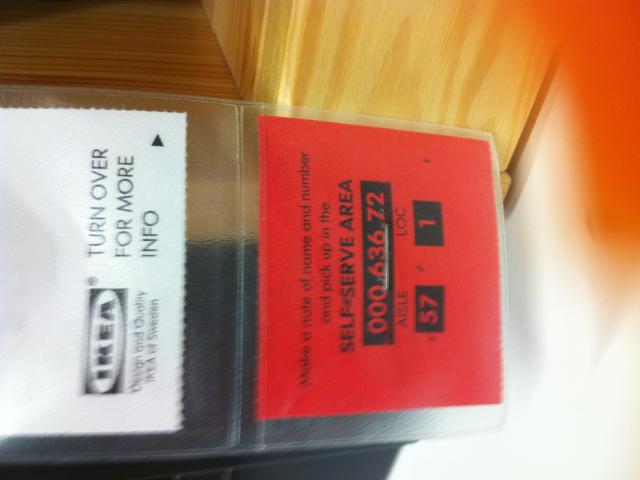 IKEA®
Design and Quality
IKEA of Sweden
TURN OVER
FOR MORE
INFO
Make a note of name and number
and pick up in the
SELF-SERVE AREA
000.636.72
AISLE LOC
57 1